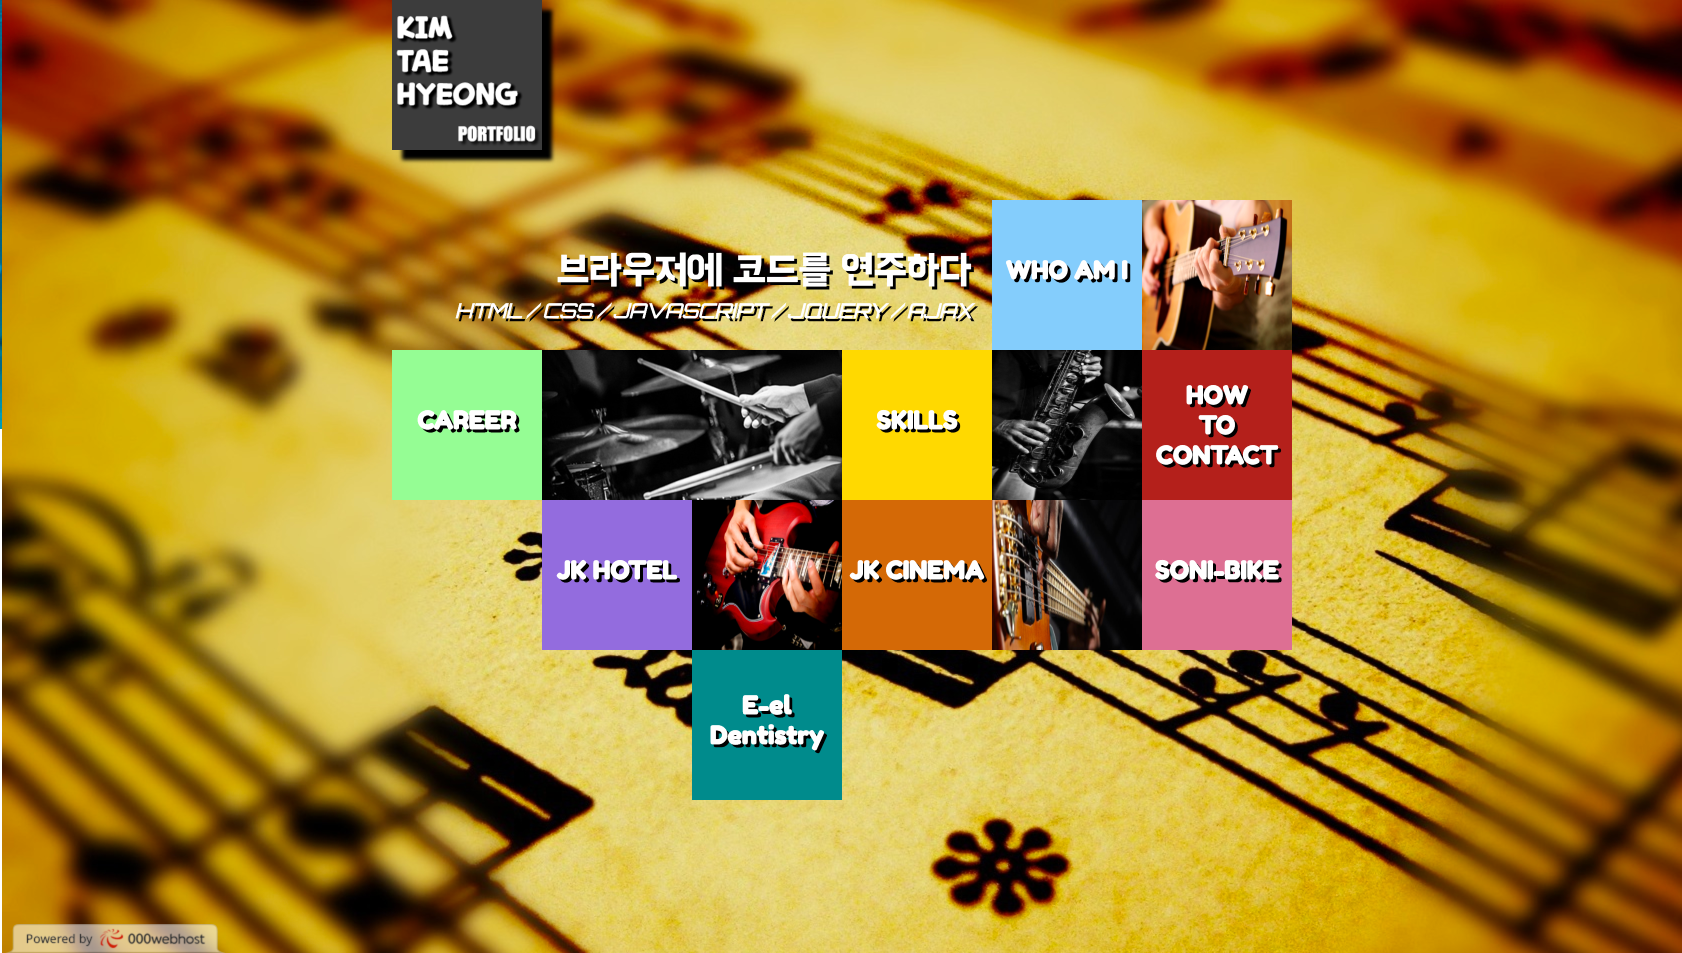 KIM
TAE
HYEONG
PORTFOLIO
브라우저에 코드를 연주하다
HTML / CSS / JAVASCRIPT / JQUERY / AJAX
WHO AM I
CAREER
SKILLS
HOW
TO
CONTACT
JK HOTEL
JK CINEMA
SONI-BIKE
E-el
Dentistry
Powered by 000webhost